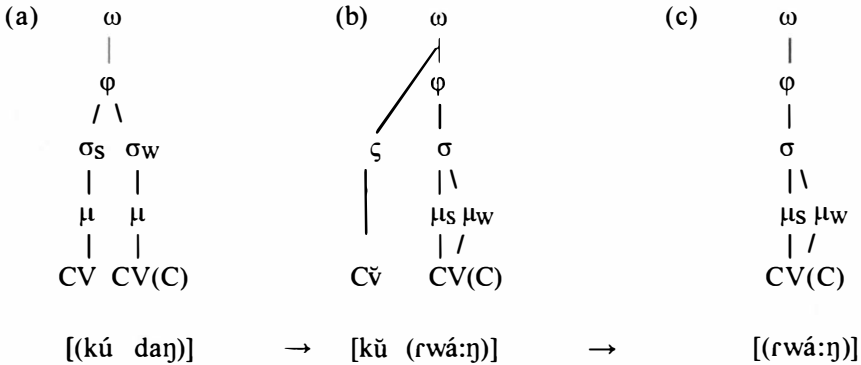 (a) ω (b) ω (c) ω
φ φ φ
σs σw ς σ σ
μ μ μs μw μs μw
CV CV(C) Cv̆ CV(C) CV(C)
[(kú daŋ)] → [kŭ (ɾwá:ŋ)] → [(ɾwá:ŋ)]